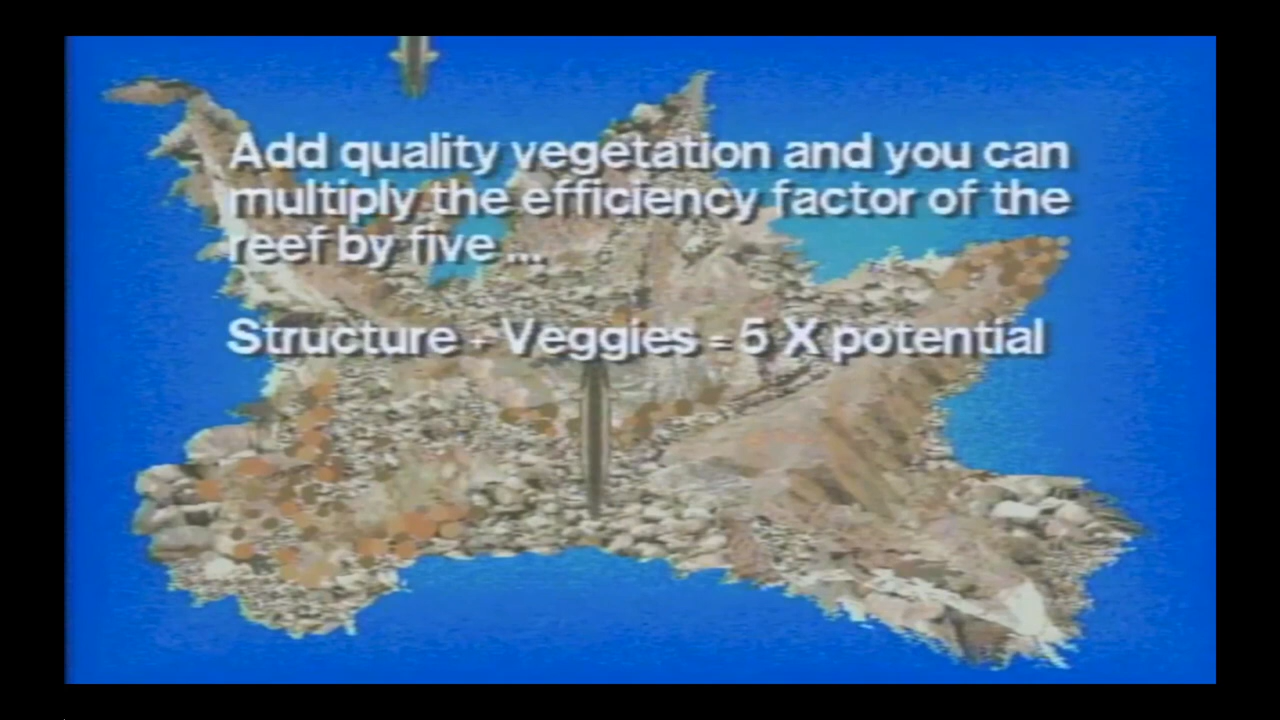 Add quality vegetation and you can
multiply the efficiency factor of the
reef by five ...
Structure + Veggies = 5 X potential